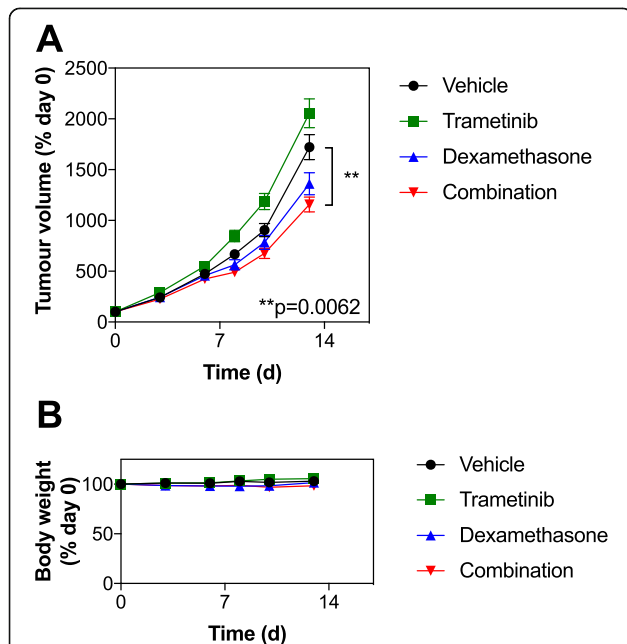 A
Tumour volume (% day 0)
2500
2000
1500
1000
500
0
0
7
14
Time (d)
**
**p=0.0062
Vehicle
Trametinib
Dexamethasone
Combination
B
Body weight
(% day 0)
100
50
0
0
7
14
Time (d)
Vehicle
Trametinib
Dexamethasone
Combination